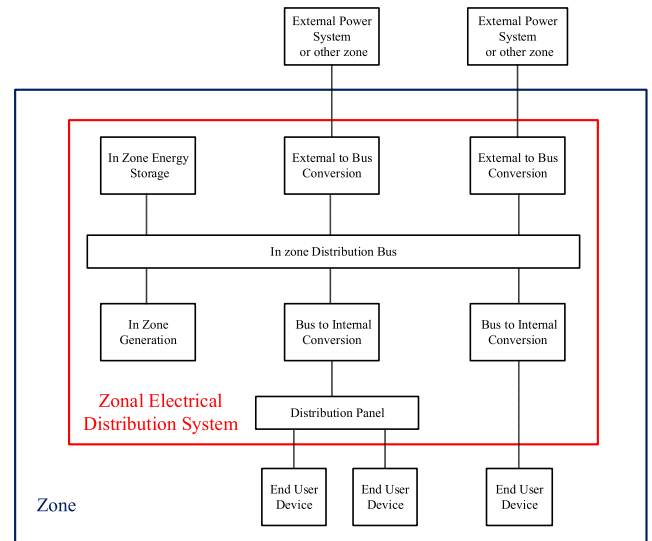 External Power
System
or other zone
External Power
System
or other zone
In Zone Energy
Storage
External to Bus
Conversion
External to Bus
Conversion
In zone Distribution Bus
In Zone
Generation
Bus to Internal
Conversion
Bus to Internal
Conversion
Zonal Electrical
Distribution System
Distribution Panel
End User
Device
End User
Device
End User
Device
Zone